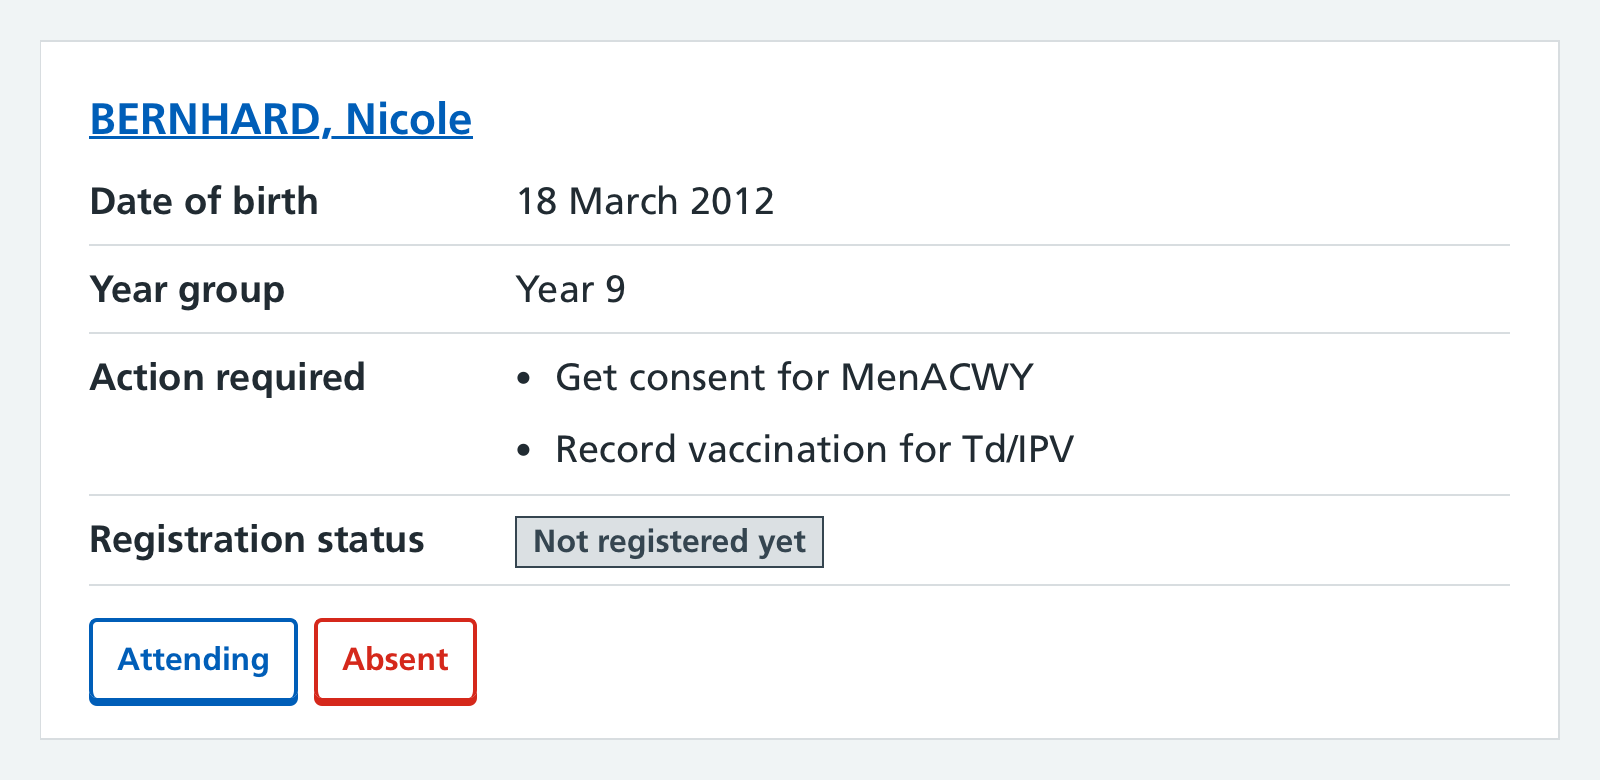 BERNHARD, Nicole
Date of birth 18 March 2012
Year group Year 9
Action required • Get consent for MenACWY
• Record vaccination for Td/IPV
Registration status Not registered yet
Attending Absent